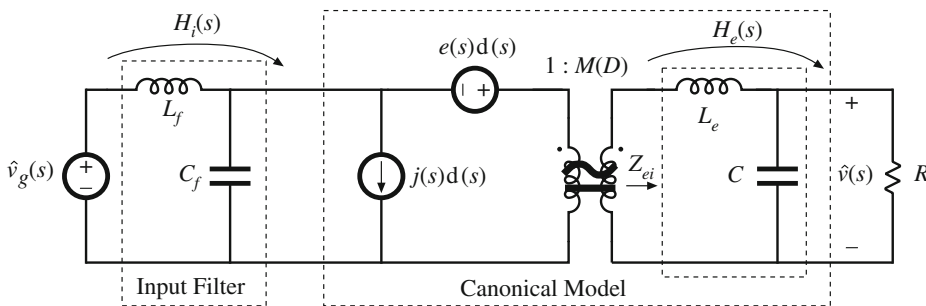 H_i(s)
H_e(s)
e(s)d(s)
1 : M(D)
L_f
L_e
+
v̂_g(s)
+
−
C_f
j(s)d(s)
− +
Z_ei
C
v̂(s)
R
−
Input Filter
Canonical Model